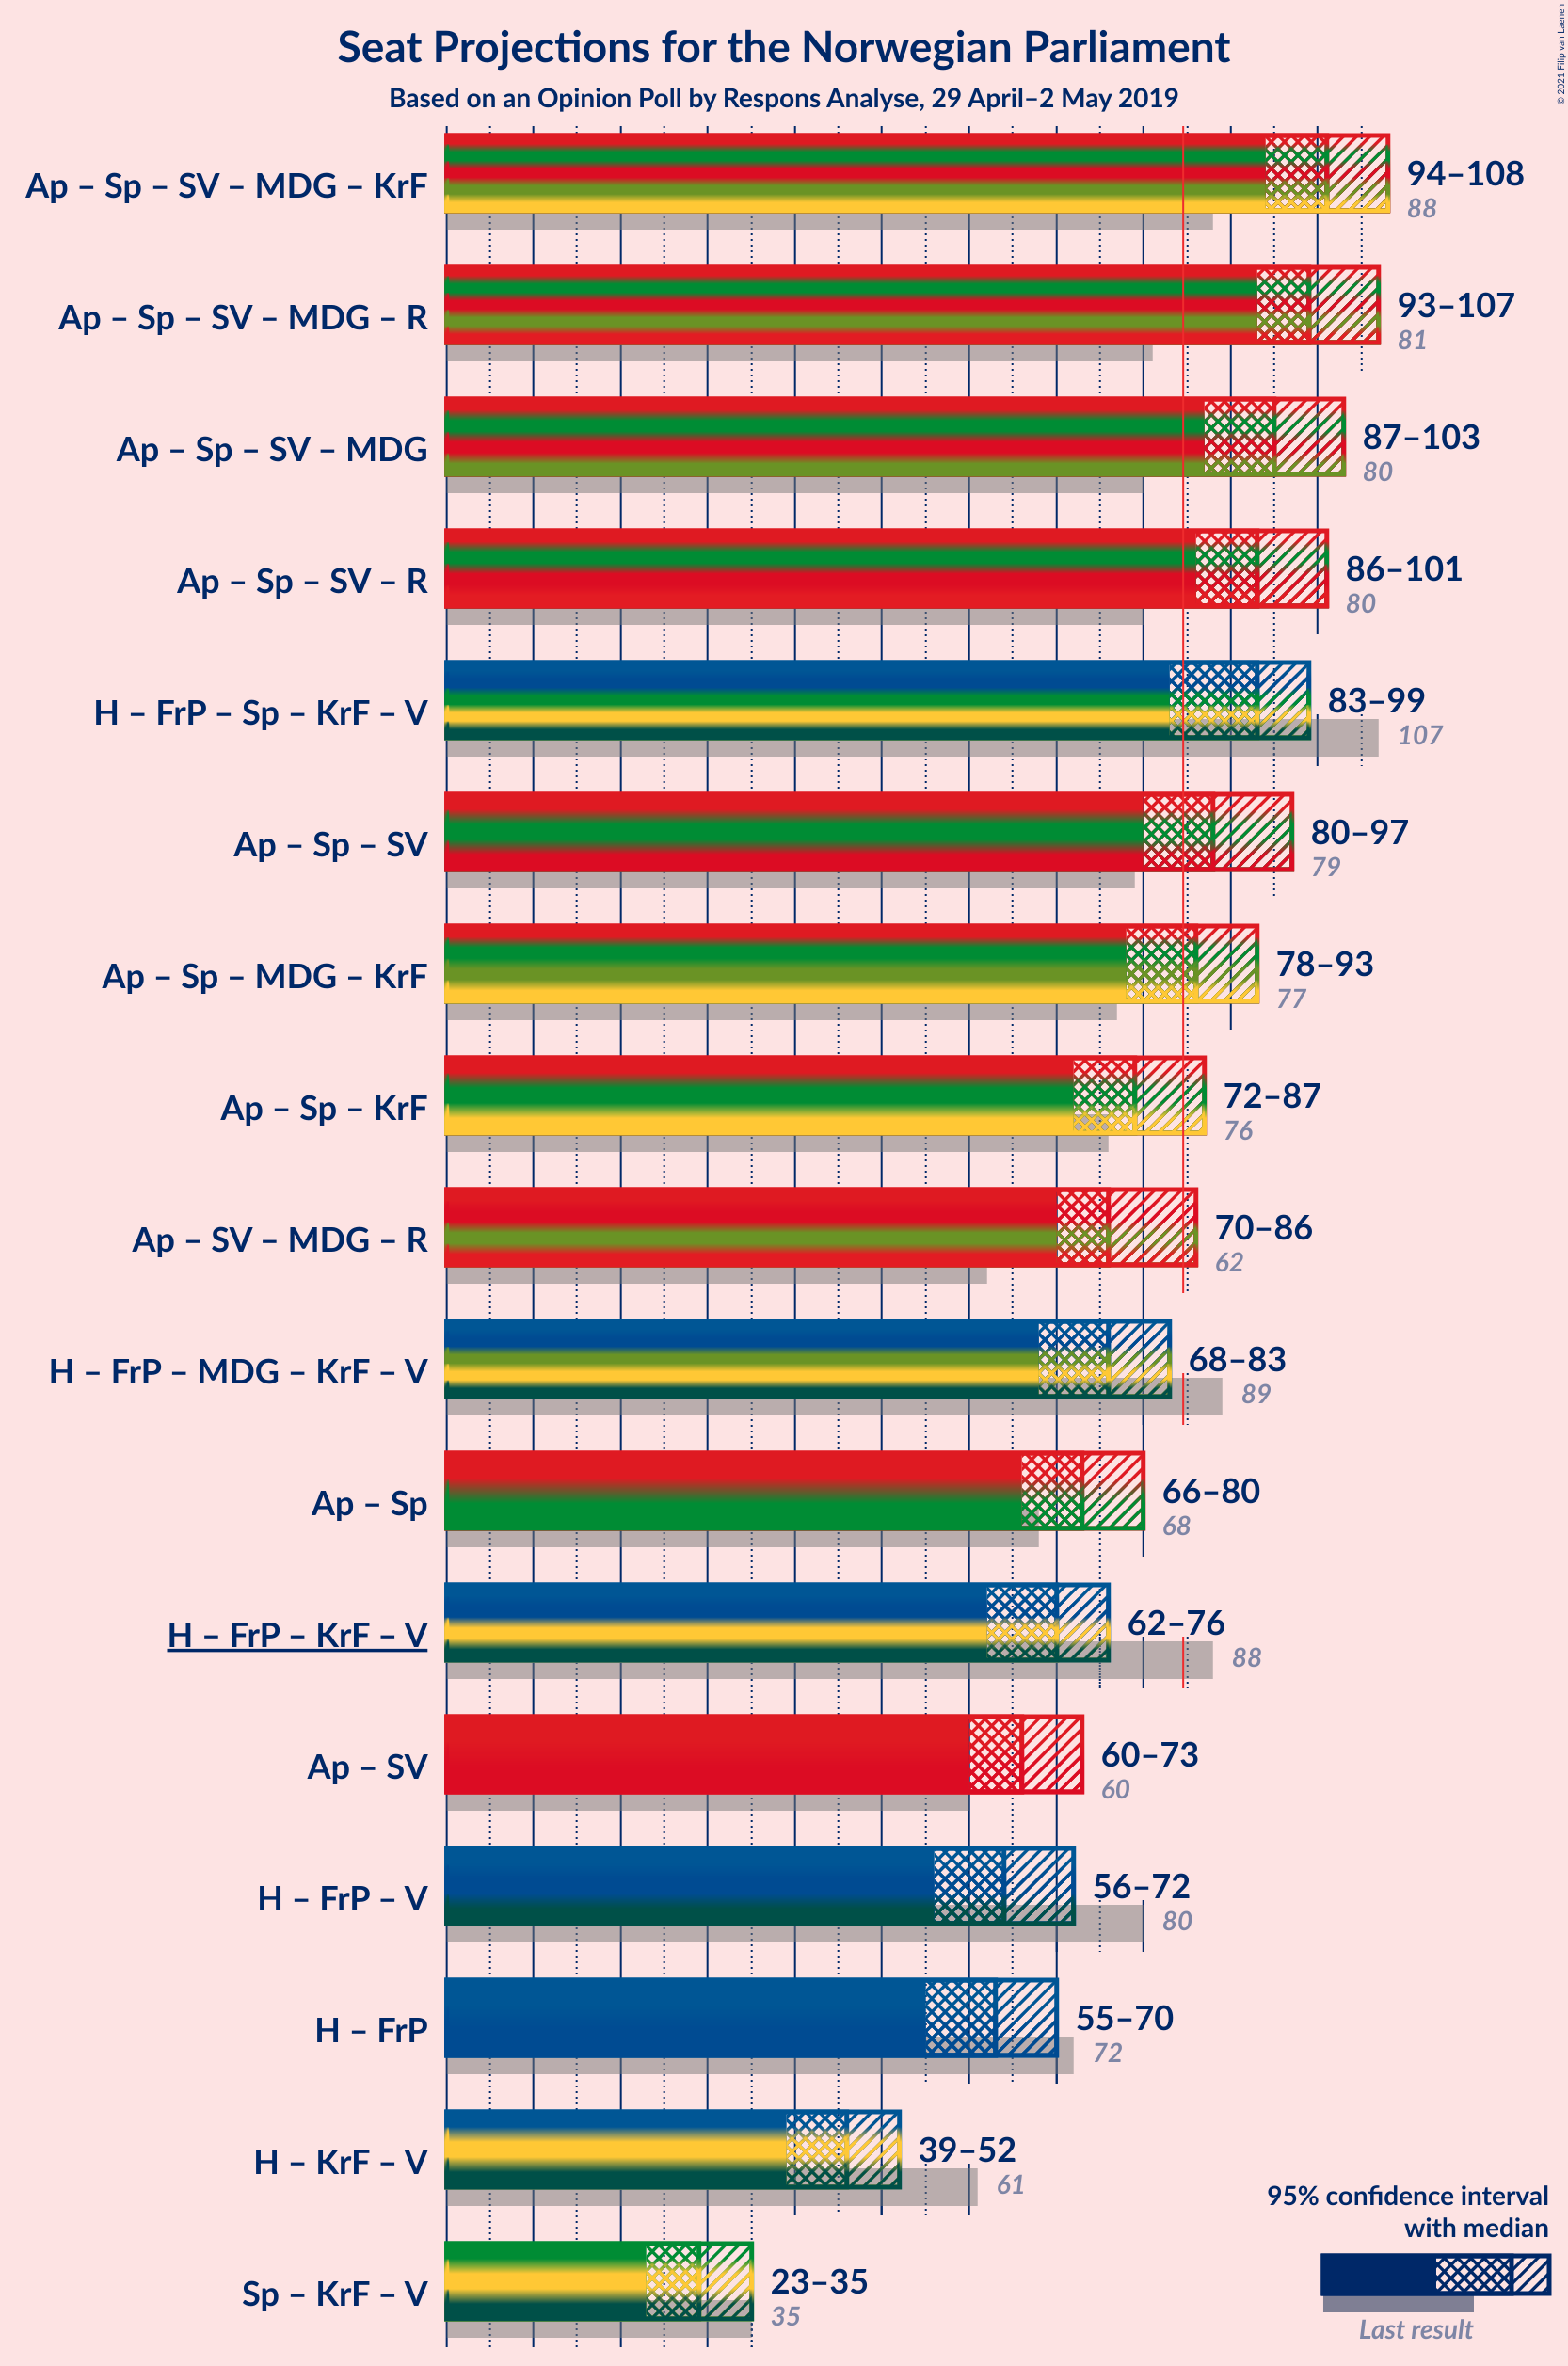 Seat Projections for the Norwegian Parliament
Based on an Opinion Poll by Respons Analyse, 29 April–2 May 2019
© 2021 Filip van Laenen
Ap – Sp – SV – MDG – KrF
94–108
88
Ap – Sp – SV – MDG – R
93–107
81
Ap – Sp – SV – MDG
87–103
80
Ap – Sp – SV – R
86–101
80
H – FrP – Sp – KrF – V
83–99
107
Ap – Sp – SV
80–97
79
Ap – Sp – MDG – KrF
78–93
77
Ap – Sp – KrF
72–87
76
Ap – SV – MDG – R
70–86
62
H – FrP – MDG – KrF – V
68–83
89
Ap – Sp
66–80
68
H – FrP – KrF – V
62–76
88
Ap – SV
60–73
60
H – FrP – V
56–72
80
H – FrP
55–70
72
H – KrF – V
39–52
61
Sp – KrF – V
23–35
35
95% confidence interval
with median
Last result